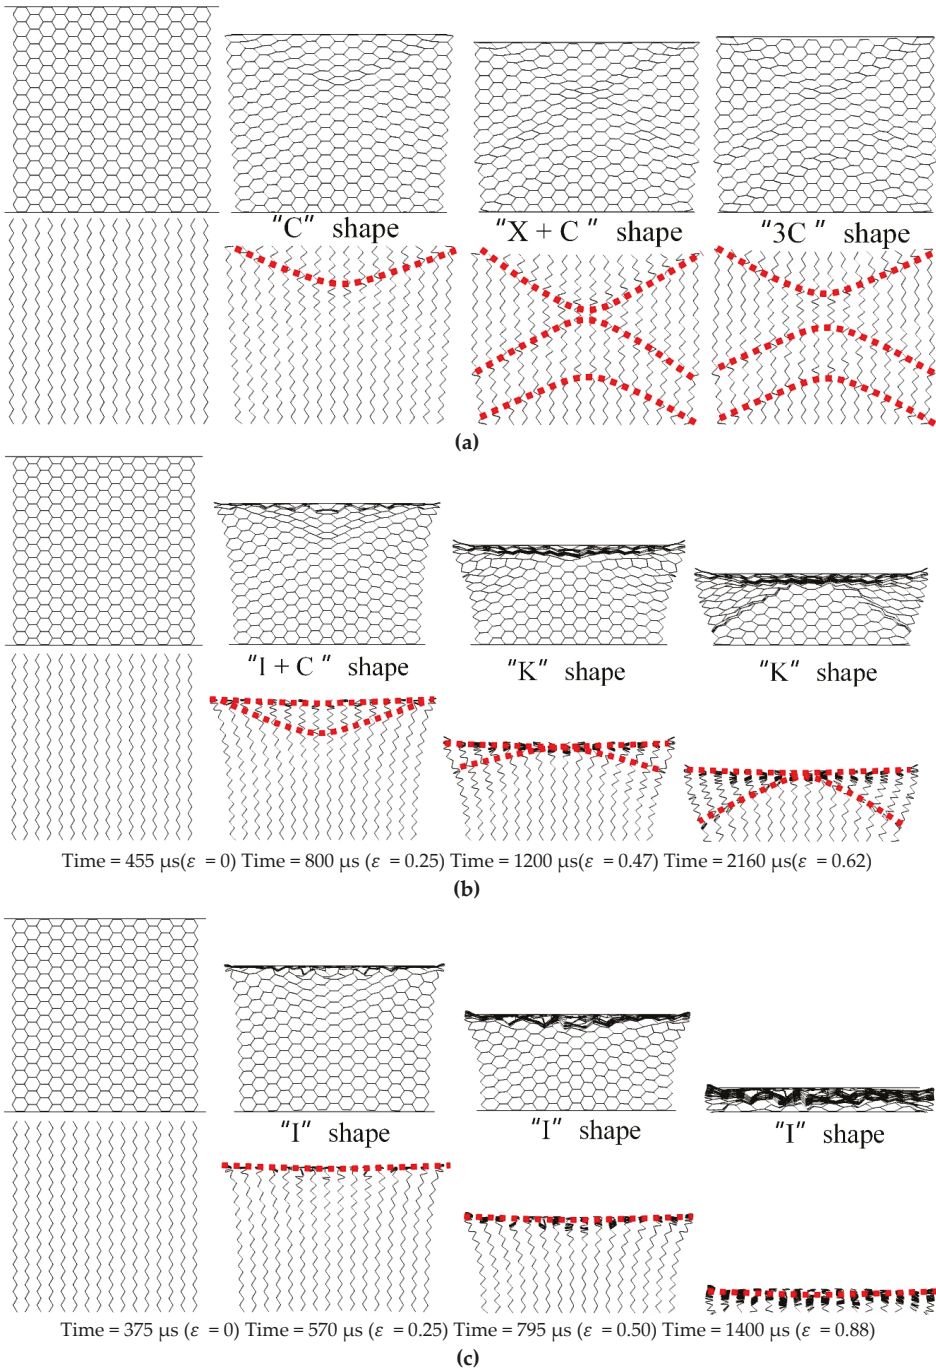 "C" shape
"X + C " shape
"3C " shape
(a)
"I + C " shape
"K" shape
"K" shape
Time = 455 µs(ε = 0) Time = 800 µs (ε = 0.25) Time = 1200 µs(ε = 0.47) Time = 2160 µs(ε = 0.62)
(b)
"I" shape
"I" shape
"I" shape
Time = 375 µs (ε = 0) Time = 570 µs (ε = 0.25) Time = 795 µs (ε = 0.50) Time = 1400 µs (ε = 0.88)
(c)